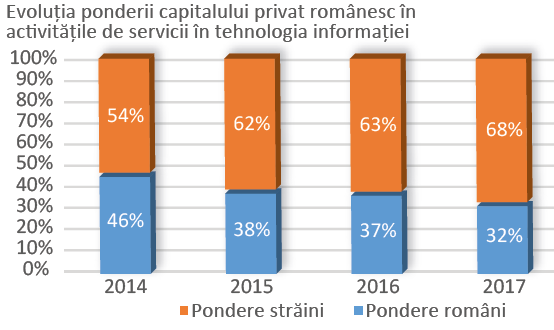 Evoluția ponderii capitalului privat românesc în
activitățile de servicii în tehnologia informației
100%
90%
80%
70%
60%
50%
40%
30%
20%
10%
0%
54% 62% 63% 68%
46% 38% 37% 32%
2014 2015 2016 2017
Pondere străini Pondere români